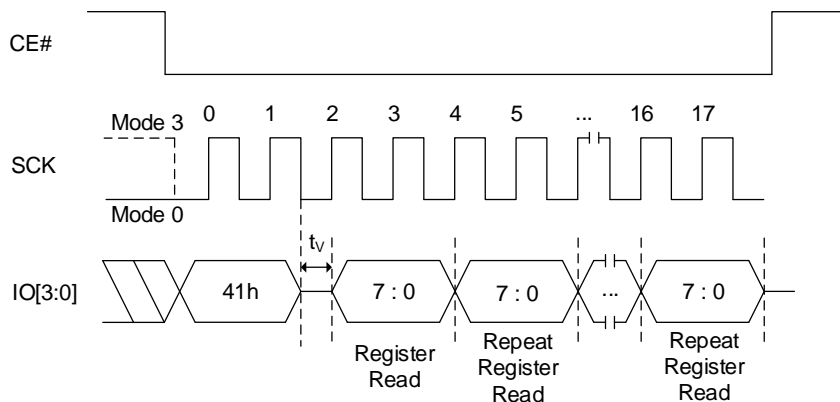 CE#
0 1 2 3 4 5 ... 16 17
Mode 3
SCK
Mode 0
tV
IO[3:0]
41h 7 : 0 7 : 0 ... 7 : 0
Register
Read
Repeat
Register
Read
Repeat
Register
Read